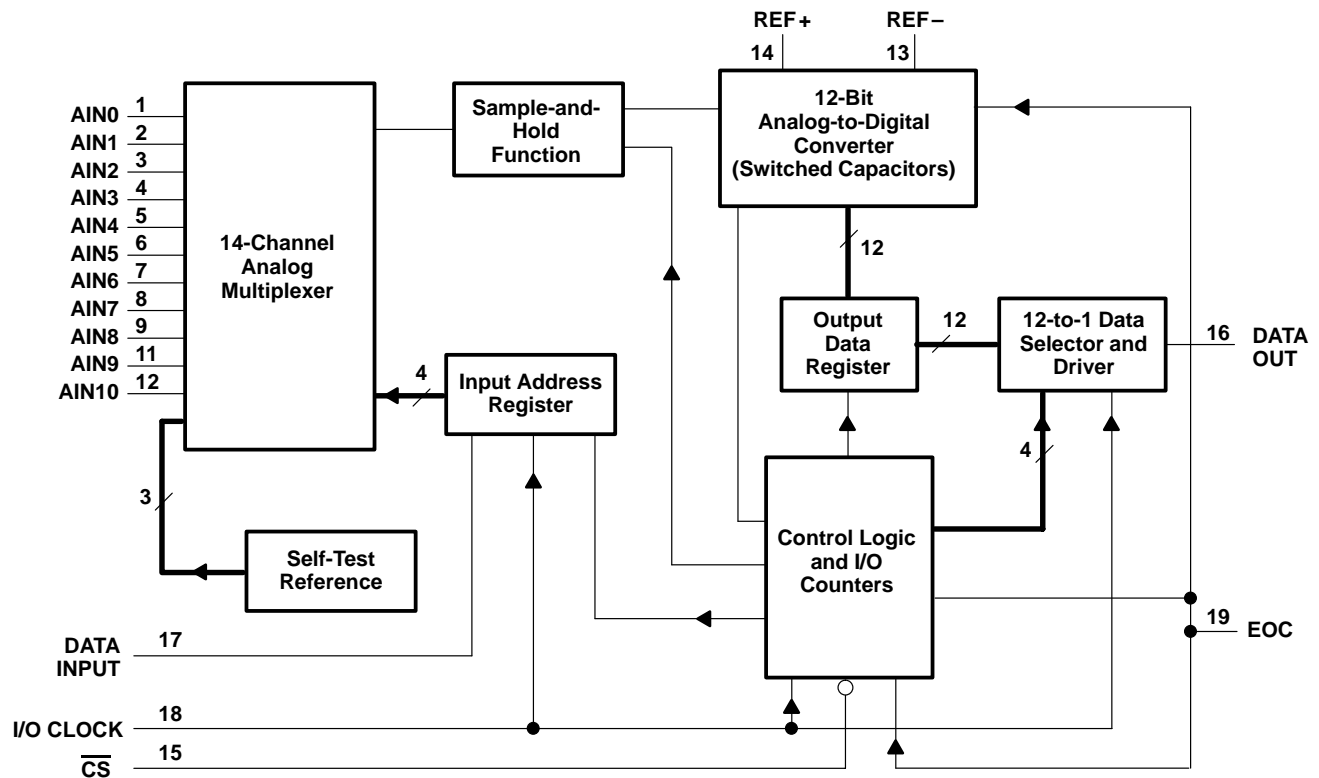 REF+
REF–
14
13
12-Bit
Analog-to-Digital
Converter
(Switched Capacitors)
Sample-and-
Hold
Function
14-Channel
Analog
Multiplexer
AIN0
1
AIN1
2
AIN2
3
AIN3
4
AIN4
5
AIN5
6
AIN6
7
AIN7
8
AIN8
9
AIN9
11
AIN10
12
12
Output
Data
Register
12
12-to-1 Data
Selector and
Driver
16
DATA
OUT
4
Input Address
Register
4
3
Self-Test
Reference
Control Logic
and I/O
Counters
19
EOC
DATA
INPUT
17
I/O CLOCK
18
C̅S̅
15